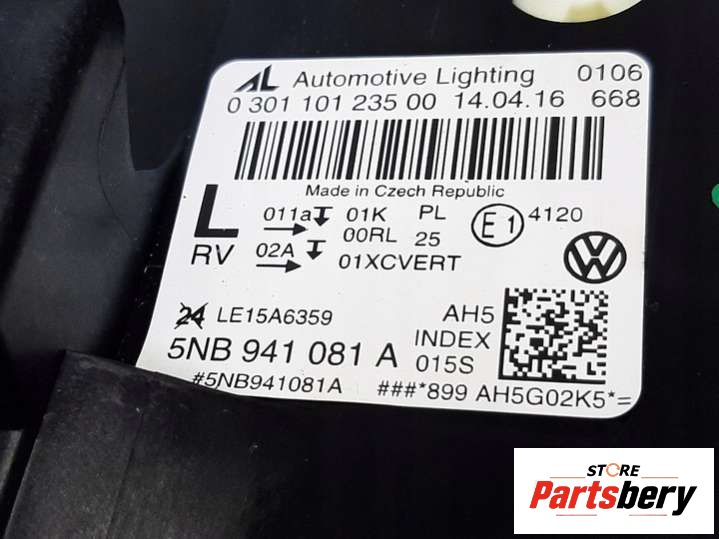 AL Automotive Lighting 0106
0 301 101 235 00 14.04.16 668
Made in Czech Republic
L 011a 01K PL E1 4120
00RL 25
RV 02A 01XCVERT
VW
24 LE15A6359 AH5
INDEX
5NB 941 081 A 015S
#5NB941081A ###*899 AH5G02K5*=
STORE
Partsbery